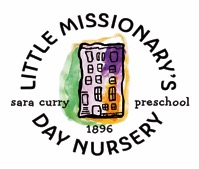 LITTLE MISSIONARY'S
sara curry preschool
1896
DAY NURSERY